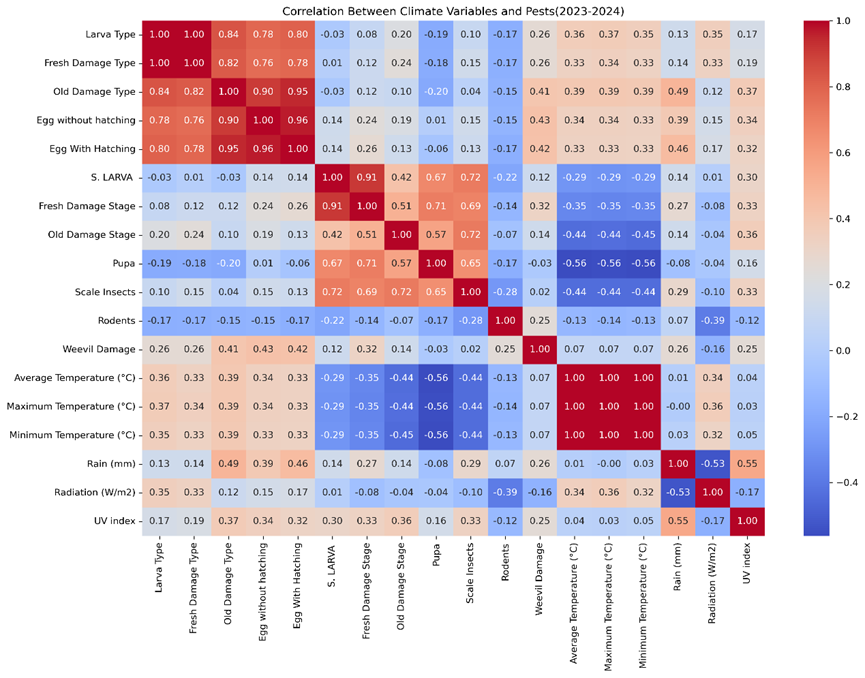 Correlation Between Climate Variables and Pests(2023-2024)
Larva Type 1.00 1.00 0.84 0.78 0.80 -0.03 0.08 0.20 -0.19 0.10 -0.17 0.26 0.36 0.37 0.35 0.13 0.35 0.17
Fresh Damage Type 1.00 1.00 0.82 0.76 0.78 0.01 0.12 0.24 -0.18 0.15 -0.17 0.26 0.33 0.34 0.33 0.14 0.33 0.19
Old Damage Type 0.84 0.82 1.00 0.90 0.95 -0.03 0.12 0.10 -0.20 0.04 -0.15 0.41 0.39 0.39 0.39 0.49 0.12 0.37
Egg without hatching 0.78 0.76 0.90 1.00 0.96 0.14 0.24 0.19 0.01 0.15 -0.15 0.43 0.34 0.34 0.33 0.39 0.15 0.34
Egg With Hatching 0.80 0.78 0.95 0.96 1.00 0.14 0.26 0.13 -0.06 0.13 -0.17 0.42 0.33 0.33 0.33 0.46 0.17 0.32
S. LARVA -0.03 0.01 -0.03 0.14 0.14 1.00 0.91 0.42 0.67 0.72 -0.22 0.12 -0.29 -0.29 -0.29 0.14 0.01 0.30
Fresh Damage Stage 0.08 0.12 0.12 0.24 0.26 0.91 1.00 0.51 0.71 0.69 -0.14 0.32 -0.35 -0.35 -0.35 0.27 -0.08 0.33
Old Damage Stage 0.20 0.24 0.10 0.19 0.13 0.42 0.51 1.00 0.57 0.72 -0.07 0.14 -0.44 -0.44 -0.45 0.14 -0.04 0.36
Pupa -0.19 -0.18 -0.20 0.01 -0.06 0.67 0.71 0.57 1.00 0.65 -0.17 -0.03 -0.56 -0.56 -0.56 -0.08 -0.04 0.16
Scale Insects 0.10 0.15 0.04 0.15 0.13 0.72 0.69 0.72 0.65 1.00 -0.28 0.02 -0.44 -0.44 -0.44 0.29 -0.10 0.33
Rodents -0.17 -0.17 -0.15 -0.15 -0.17 -0.22 -0.14 -0.07 -0.17 -0.28 1.00 0.25 -0.13 -0.14 -0.13 0.07 -0.39 -0.12
Weevil Damage 0.26 0.26 0.41 0.43 0.42 0.12 0.32 0.14 -0.03 0.02 0.25 1.00 0.07 0.07 0.07 0.26 -0.16 0.25
Average Temperature (°C) 0.36 0.33 0.39 0.34 0.33 -0.29 -0.35 -0.44 -0.56 -0.44 -0.13 0.07 1.00 1.00 1.00 0.01 0.34 0.04
Maximum Temperature (°C) 0.37 0.34 0.39 0.34 0.33 -0.29 -0.35 -0.44 -0.56 -0.44 -0.14 0.07 1.00 1.00 1.00 -0.00 0.36 0.03
Minimum Temperature (°C) 0.35 0.33 0.39 0.33 0.33 -0.29 -0.35 -0.45 -0.56 -0.44 -0.13 0.07 1.00 1.00 1.00 0.03 0.32 0.05
Rain (mm) 0.13 0.14 0.49 0.39 0.46 0.14 0.27 0.14 -0.08 0.29 0.07 0.26 0.01 -0.00 0.03 1.00 -0.53 0.55
Radiation (W/m2) 0.35 0.33 0.12 0.15 0.17 0.01 -0.08 -0.04 -0.04 -0.10 -0.39 -0.16 0.34 0.36 0.32 -0.53 1.00 -0.17
UV index 0.17 0.19 0.37 0.34 0.32 0.30 0.33 0.36 0.16 0.33 -0.12 0.25 0.04 0.03 0.05 0.55 -0.17 1.00
Larva Type
Fresh Damage Type
Old Damage Type
Egg without hatching
Egg With Hatching
S. LARVA
Fresh Damage Stage
Old Damage Stage
Pupa
Scale Insects
Rodents
Weevil Damage
Average Temperature (°C)
Maximum Temperature (°C)
Minimum Temperature (°C)
Rain (mm)
Radiation (W/m2)
UV index
1.0
0.8
0.6
0.4
0.2
0.0
−0.2
−0.4